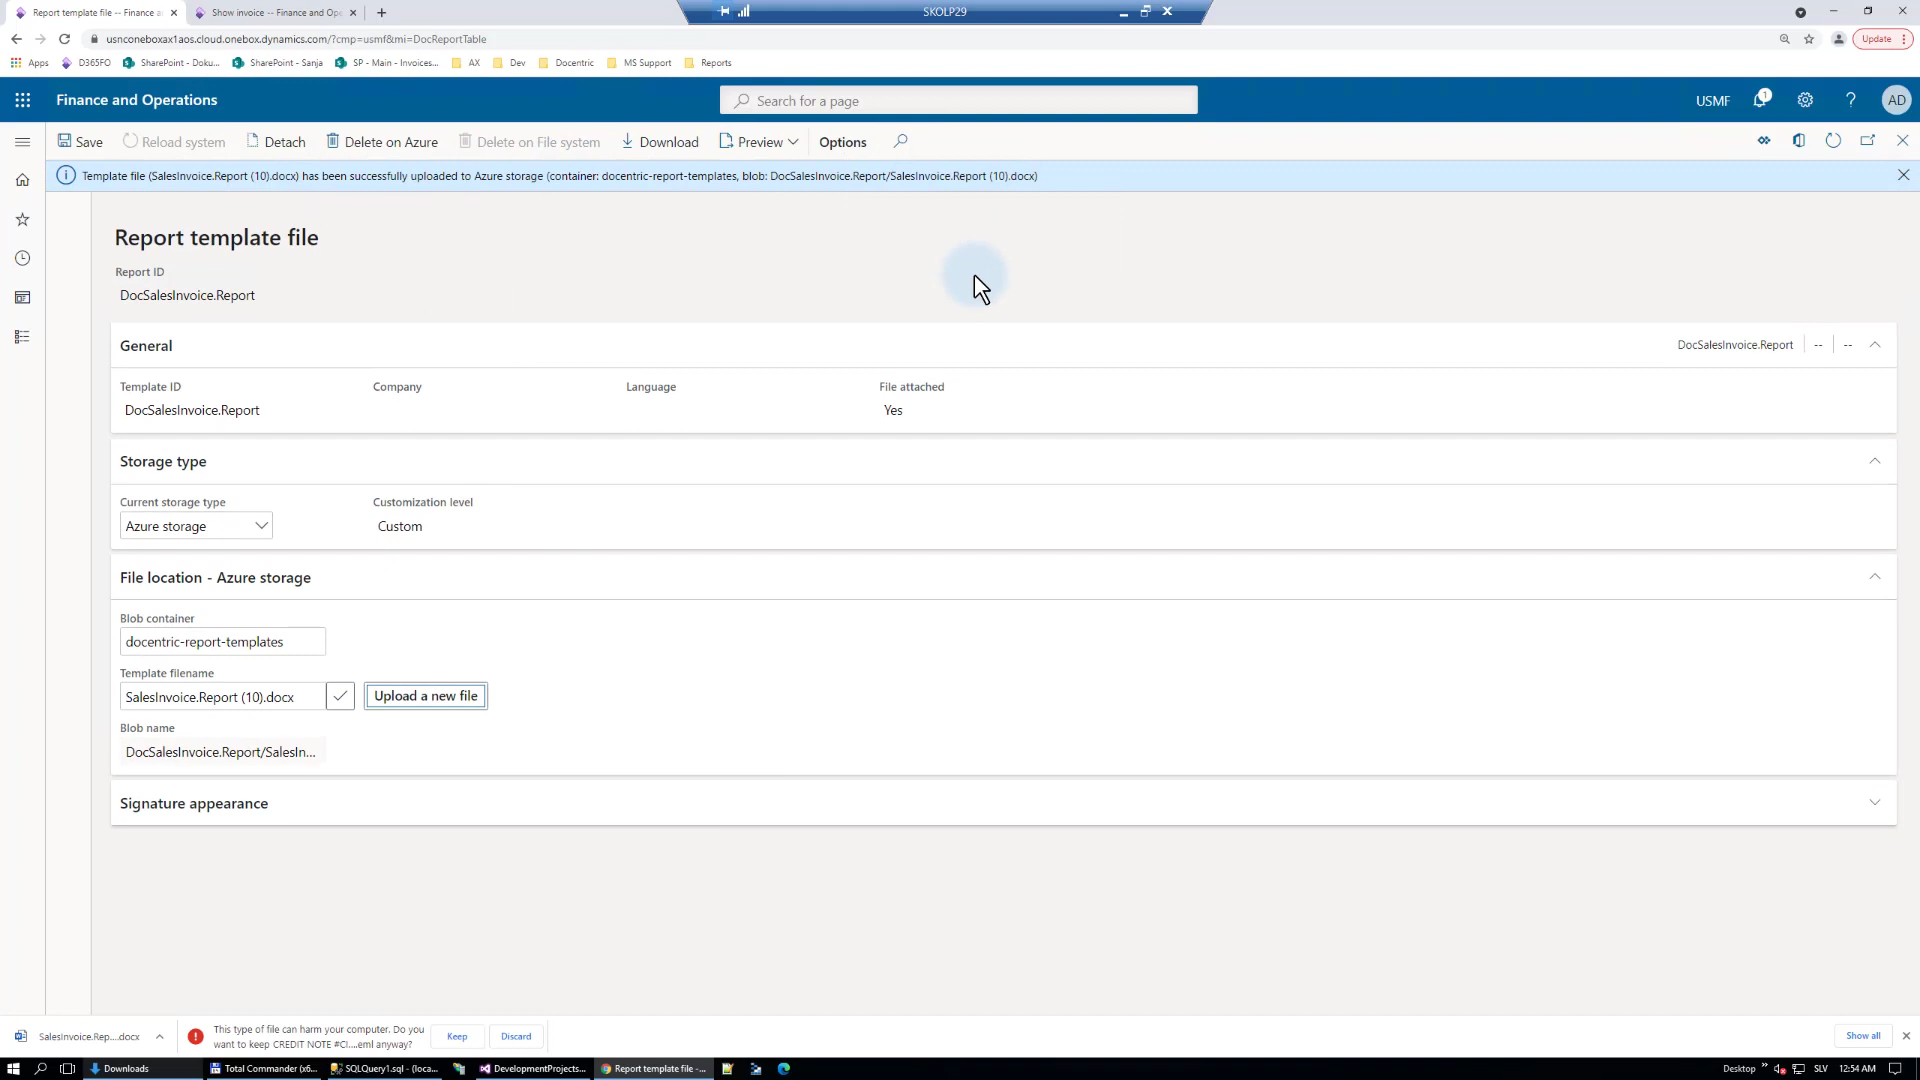 Report template file -- Finance a
Show invoice -- Finance and Op
SKOLP29
usnconeboxax1aos.cloud.onebox.dynamics.com/?cmp=usmf&mi=DocReportTable
Update
Apps
D365FO
SharePoint - Doku...
SharePoint - Sanja
SP - Main - Invoices...
AX
Dev
Docentric
MS Support
Reports
Finance and Operations
Search for a page
USMF
1
?
AD
Save
Reload system
Detach
Delete on Azure
Delete on File system
Download
Preview
Options
Template file (SalesInvoice.Report (10).docx) has been successfully uploaded to Azure storage (container: docentric-report-templates, blob: DocSalesInvoice.Report/SalesInvoice.Report (10).docx)
Report template file
Report ID
DocSalesInvoice.Report
General
DocSalesInvoice.Report
--
--
Template ID
Company
Language
File attached
DocSalesInvoice.Report
Yes
Storage type
Current storage type
Customization level
Azure storage
Custom
File location - Azure storage
Blob container
docentric-report-templates
Template filename
SalesInvoice.Report (10).docx
Upload a new file
Blob name
DocSalesInvoice.Report/SalesIn...
Signature appearance
SalesInvoice.Rep....docx
This type of file can harm your computer. Do you
want to keep CREDIT NOTE #CI....eml anyway?
Keep
Discard
Show all
Downloads
Total Commander (x6...
SQLQuery1.sql - (loca...
DevelopmentProjects...
Report template file -...
Desktop
SLV
12:54 AM